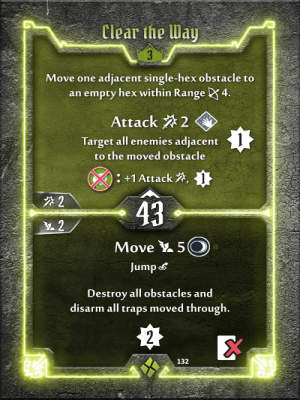 Clear the Way
3
Move one adjacent single-hex obstacle to
an empty hex within Range 4.
Attack 2
Target all enemies adjacent
to the moved obstacle
1
: +1 Attack , 1
2
43
2
Move 5
Jump
Destroy all obstacles and
disarm all traps moved through.
2
132